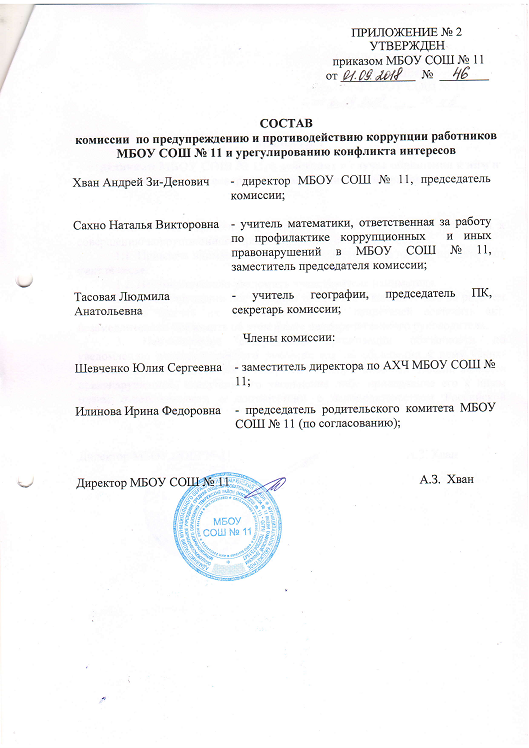 ПРИЛОЖЕНИЕ № 2
УТВЕРЖДЕН
приказом МБОУ СОШ № 11
от 01.09.2018 № 46
СОСТАВ
комиссии по предупреждению и противодействию коррупции работников
МБОУ СОШ № 11 и урегулированию конфликта интересов
Хван Андрей Зи-Денович - директор МБОУ СОШ № 11, председатель
комиссии;
Сахно Наталья Викторовна - учитель математики, ответственная за работу
по профилактике коррупционных и иных
правонарушений в МБОУ СОШ № 11,
заместитель председателя комиссии;
Тасовая Людмила - учитель географии, председатель ПК,
Анатольевна секретарь комиссии;
Члены комиссии:
Шевченко Юлия Сергеевна - заместитель директора по АХЧ МБОУ СОШ №
11;
Илинова Ирина Федоровна - председатель родительского комитета МБОУ
СОШ № 11 (по согласованию);
Директор МБОУ СОШ № 11 А.З. Хван
МБОУ
СОШ № 11